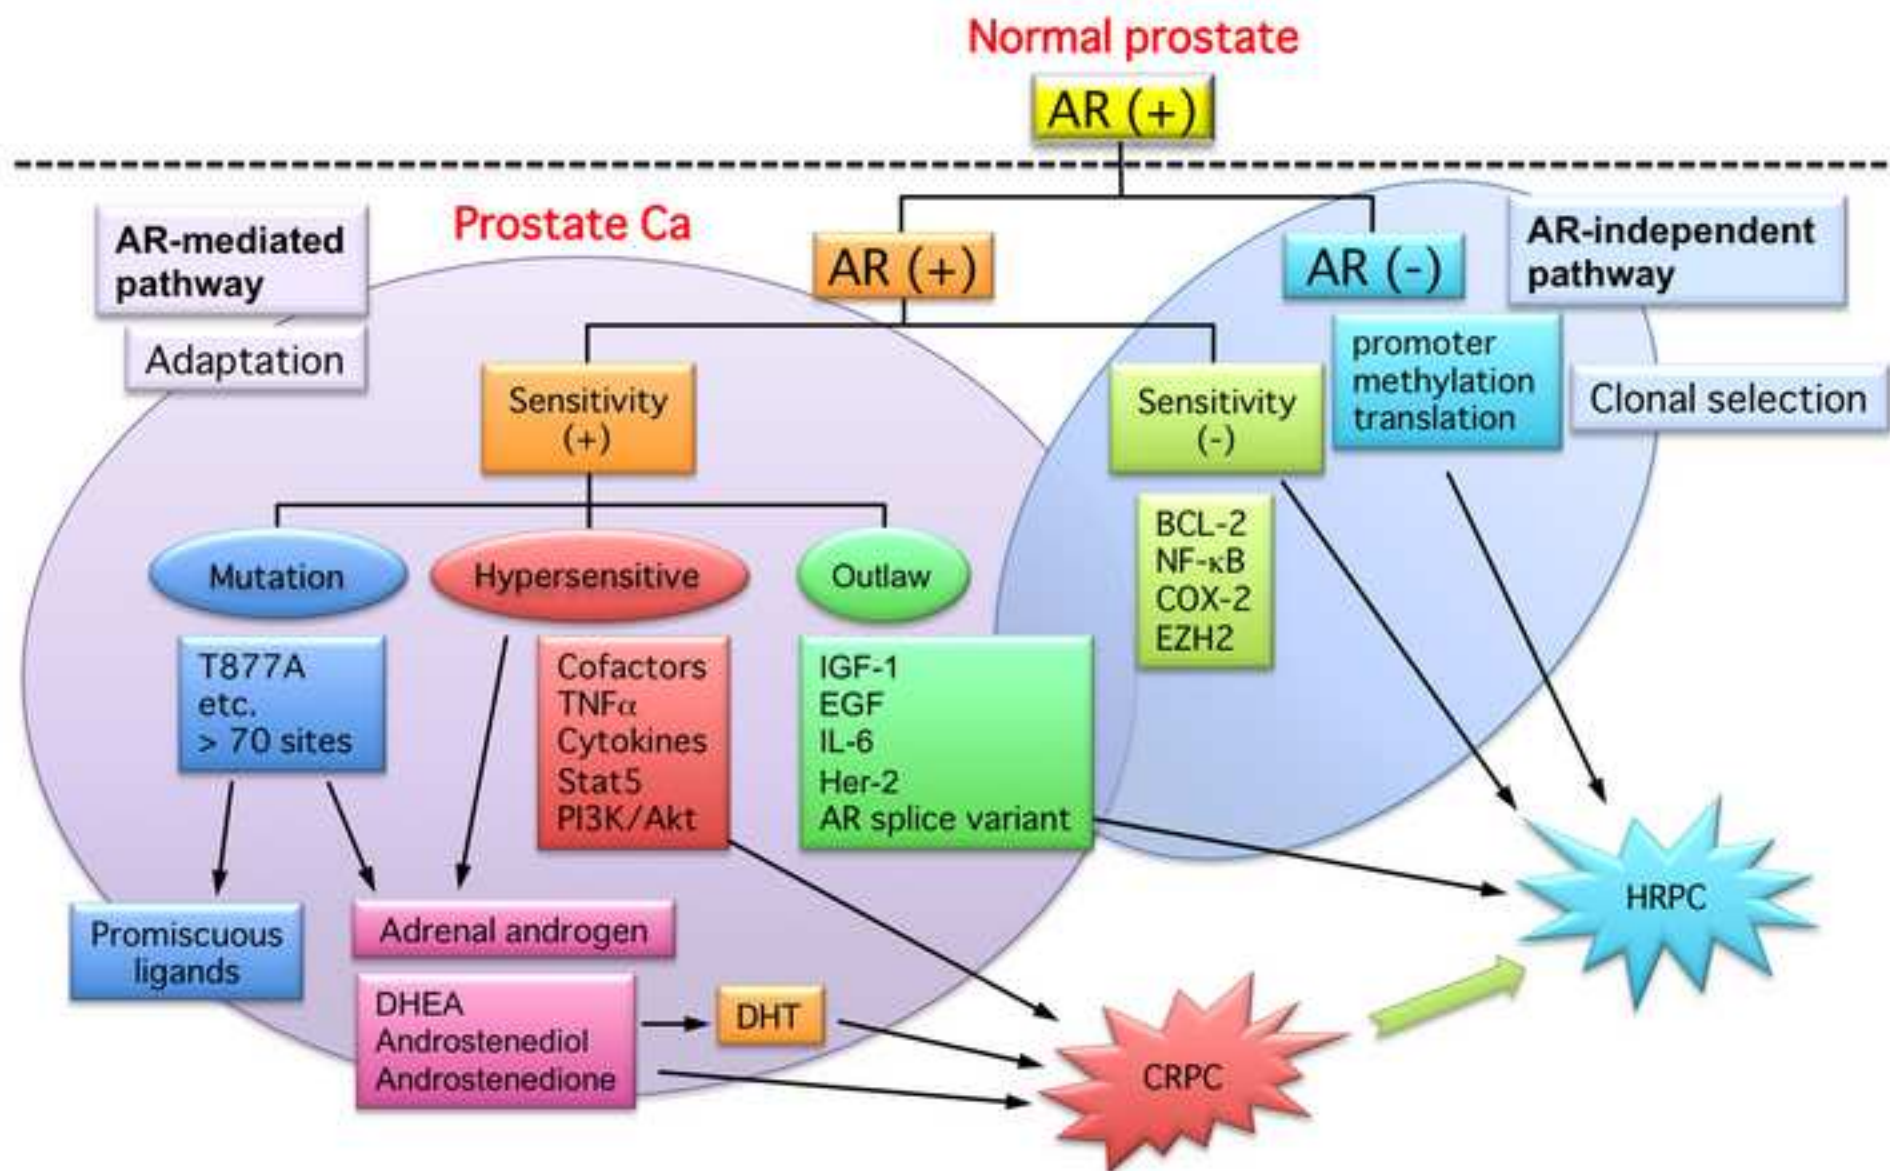 Normal prostate
AR (+)
AR-mediated
pathway
Adaptation
Prostate Ca
AR (+)
AR (-)
AR-independent
pathway
promoter
methylation
translation
Clonal selection
Sensitivity
(+)
Sensitivity
(-)
BCL-2
NF-κB
COX-2
EZH2
Mutation
Hypersensitive
Outlaw
T877A
etc.
> 70 sites
Cofactors
TNFα
Cytokines
Stat5
PI3K/Akt
IGF-1
EGF
IL-6
Her-2
AR splice variant
Promiscuous
ligands
Adrenal androgen
DHEA
Androstenediol
Androstenedione
DHT
CRPC
HRPC